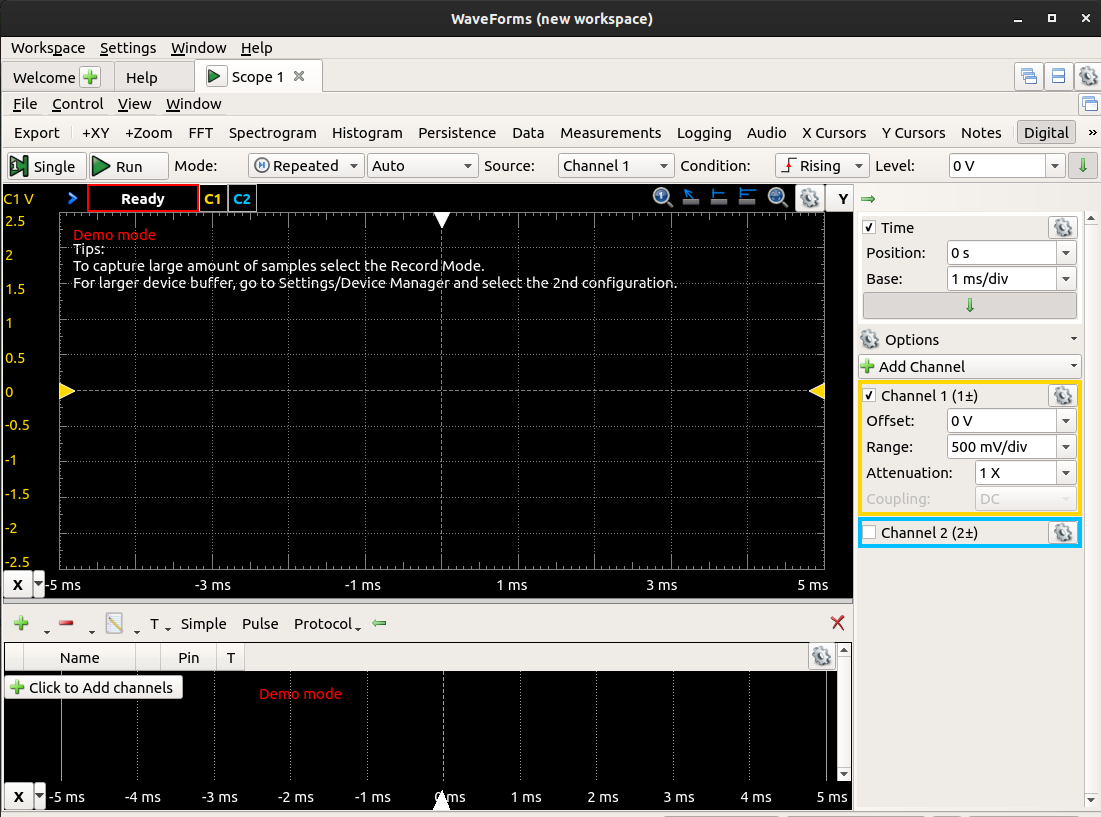 WaveForms (new workspace)
Workspace Settings Window Help
Welcome Help Scope 1
File Control View Window
Export +XY +Zoom FFT Spectrogram Histogram Persistence Data Measurements Logging Audio X Cursors Y Cursors Notes Digital »
Single Run Mode: Repeated Auto Source: Channel 1 Condition: Rising Level: 0 V
C1 V Ready C1 C2 Y
2.5
2
1.5
1
0.5
0
-0.5
-1
-1.5
-2
-2.5
Demo mode
Tips:
To capture large amount of samples select the Record Mode.
For larger device buffer, go to Settings/Device Manager and select the 2nd configuration.
X -5 ms -3 ms -1 ms 1 ms 3 ms 5 ms
Time
Position: 0 s
Base: 1 ms/div
Options
Add Channel
Channel 1 (1±)
Offset: 0 V
Range: 500 mV/div
Attenuation: 1 X
Coupling: DC
Channel 2 (2±)
T Simple Pulse Protocol
Name Pin T
Click to Add channels
Demo mode
X -5 ms -4 ms -3 ms -2 ms -1 ms 0 ms 1 ms 2 ms 3 ms 4 ms 5 ms